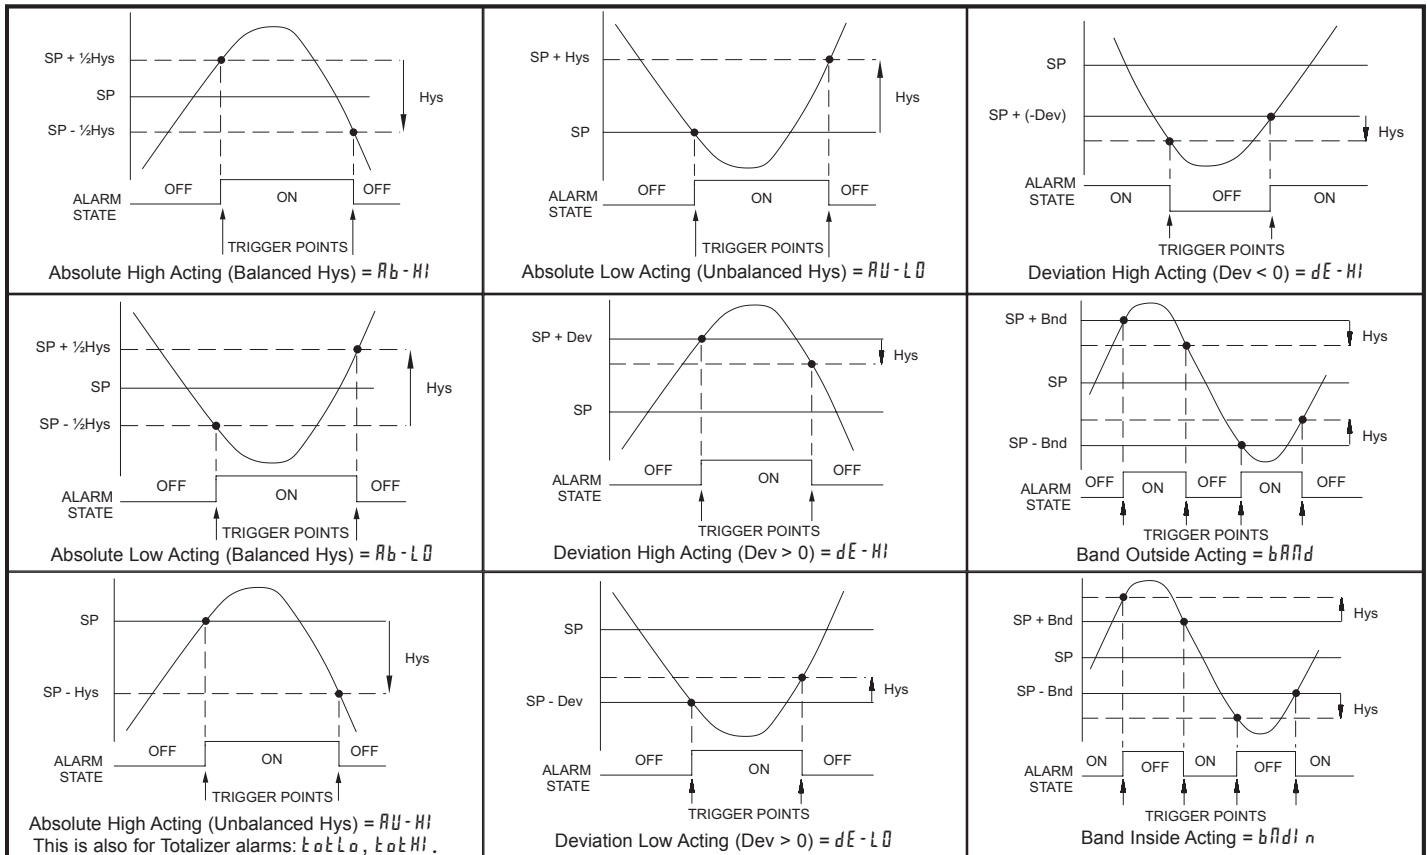 SP + ½Hys
SP
SP - ½Hys
Hys
OFF
ON
OFF
ALARM
STATE
TRIGGER POINTS
Absolute High Acting (Balanced Hys) = Ab-HI
SP + Hys
SP
Hys
OFF
ON
OFF
ALARM
STATE
TRIGGER POINTS
Absolute Low Acting (Unbalanced Hys) = AU-LO
SP
SP + (-Dev)
Hys
ALARM
STATE
ON
OFF
ON
TRIGGER POINTS
Deviation High Acting (Dev < 0) = dE-HI
SP + ½Hys
SP
SP - ½Hys
Hys
OFF
ON
OFF
ALARM
STATE
TRIGGER POINTS
Absolute Low Acting (Balanced Hys) = Ab-LO
SP + Dev
Hys
SP
OFF
ON
OFF
ALARM
STATE
TRIGGER POINTS
Deviation High Acting (Dev > 0) = dE-HI
SP + Bnd
Hys
SP
SP - Bnd
Hys
OFF
ON
OFF
ON
OFF
ALARM
STATE
TRIGGER POINTS
Band Outside Acting = bANd
SP
Hys
SP - Hys
OFF
ON
OFF
ALARM
STATE
TRIGGER POINTS
Absolute High Acting (Unbalanced Hys) = AU-HI
This is also for Totalizer alarms: totLo, totHI.
SP
SP - Dev
Hys
OFF
ON
OFF
ALARM
STATE
TRIGGER POINTS
Deviation Low Acting (Dev > 0) = dE-LO
Hys
SP + Bnd
SP
SP - Bnd
Hys
ON
OFF
ON
OFF
ON
ALARM
STATE
TRIGGER POINTS
Band Inside Acting = bNdIn